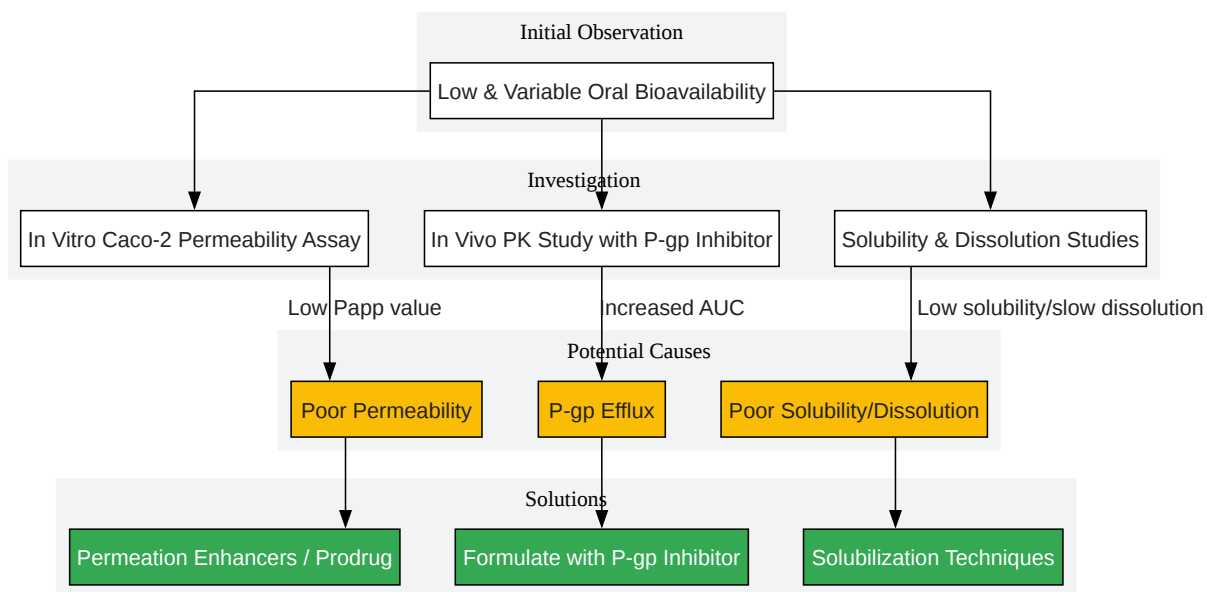 Initial Observation
Low & Variable Oral Bioavailability
Investigation
In Vitro Caco-2 Permeability Assay
In Vivo PK Study with P-gp Inhibitor
Solubility & Dissolution Studies
Low Papp value
Increased AUC
Low solubility/slow dissolution
Potential Causes
Poor Permeability
P-gp Efflux
Poor Solubility/Dissolution
Solutions
Permeation Enhancers / Prodrug
Formulate with P-gp Inhibitor
Solubilization Techniques